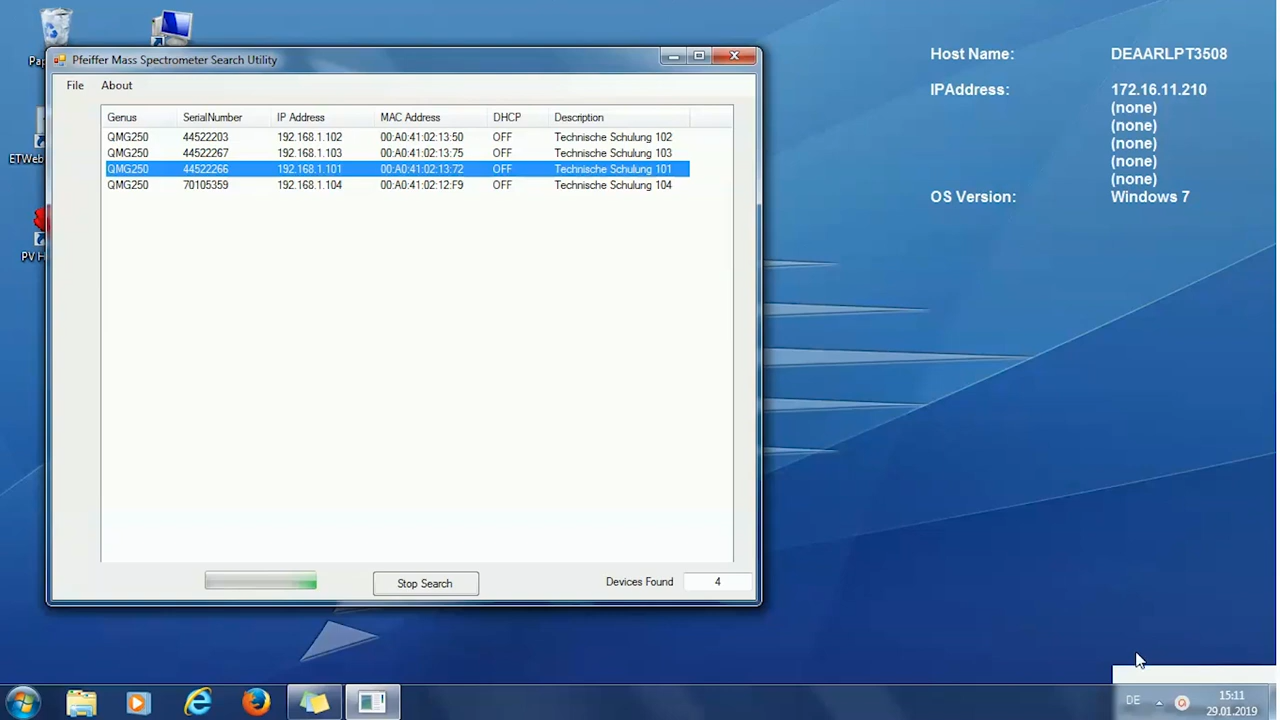 Pap
ETWeb
PV H
Pfeiffer Mass Spectrometer Search Utility
File About
Genus SerialNumber IP Address MAC Address DHCP Description
QMG250 44522203 192.168.1.102 00:A0:41:02:13:50 OFF Technische Schulung 102
QMG250 44522267 192.168.1.103 00:A0:41:02:13:75 OFF Technische Schulung 103
QMG250 44522266 192.168.1.101 00:A0:41:02:13:72 OFF Technische Schulung 101
QMG250 70105359 192.168.1.104 00:A0:41:02:12:F9 OFF Technische Schulung 104
Stop Search Devices Found 4
Host Name: DEAARLPT3508
IPAddress: 172.16.11.210
(none)
(none)
(none)
(none)
(none)
OS Version: Windows 7
DE 15:11
29.01.2019